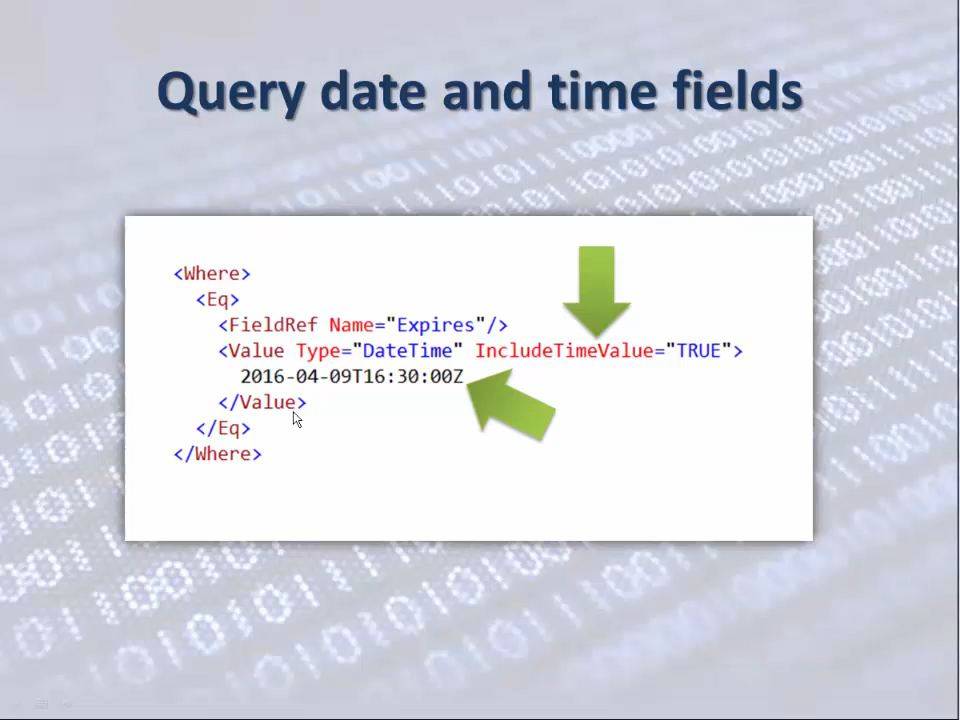 Query date and time fields
<Where>
<Eq>
<FieldRef Name="Expires"/>
<Value Type="DateTime" IncludeTimeValue="TRUE">
2016-04-09T16:30:00Z
</Value>
</Eq>
</Where>